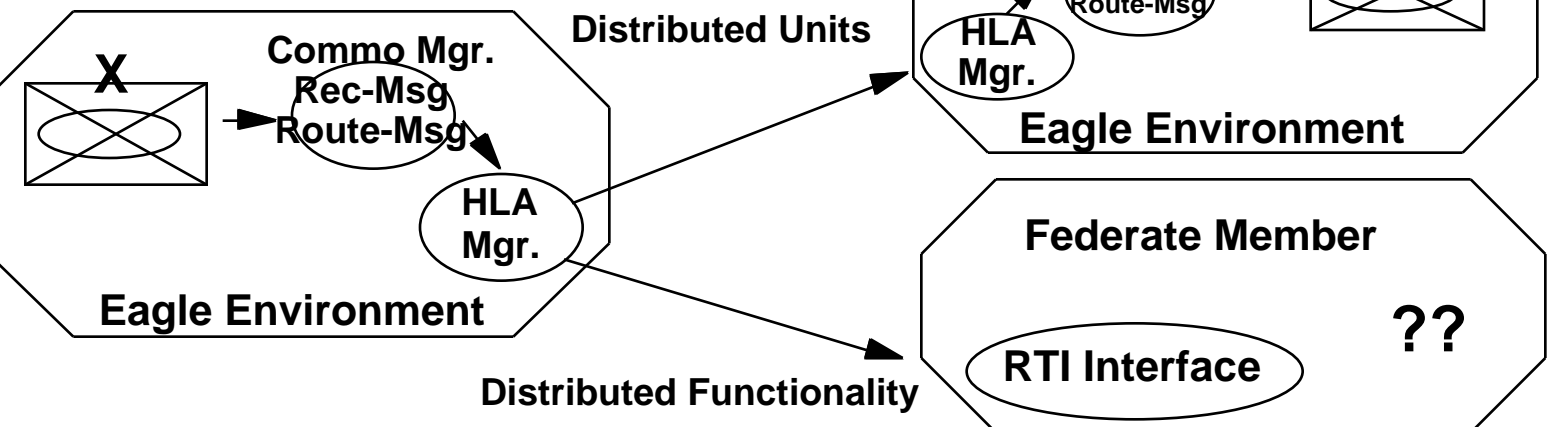 X
Commo Mgr.
Rec-Msg
Route-Msg
HLA
Mgr.
Eagle Environment
Distributed Units
Route-Msg
HLA
Mgr.
Eagle Environment
Distributed Functionality
Federate Member
??
RTI Interface